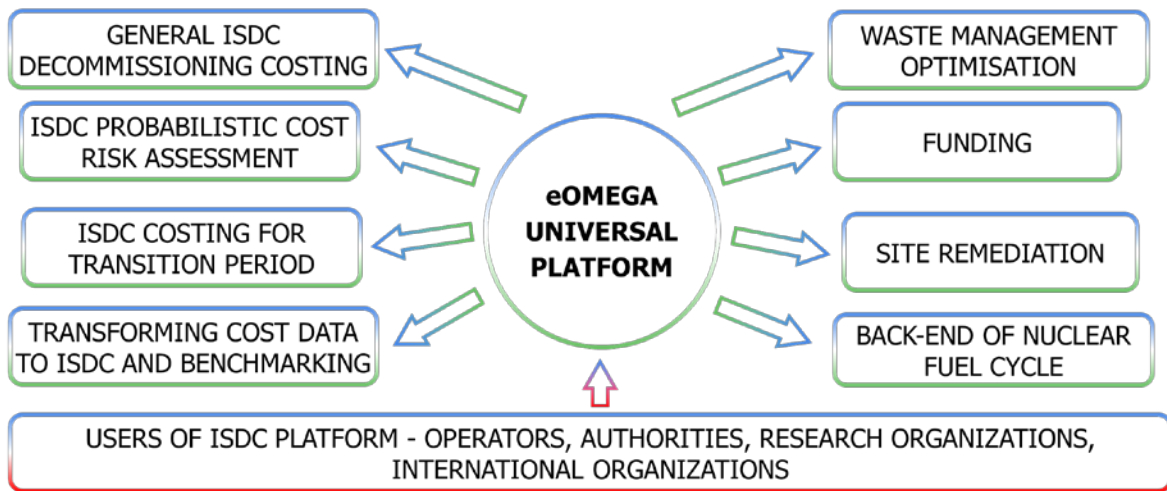 GENERAL ISDC
DECOMMISSIONING COSTING
ISDC PROBABILISTIC COST
RISK ASSESSMENT
ISDC COSTING FOR
TRANSITION PERIOD
TRANSFORMING COST DATA
TO ISDC AND BENCHMARKING
eOMEGA
UNIVERSAL
PLATFORM
WASTE MANAGEMENT
OPTIMISATION
FUNDING
SITE REMEDIATION
BACK-END OF NUCLEAR
FUEL CYCLE
USERS OF ISDC PLATFORM - OPERATORS, AUTHORITIES, RESEARCH ORGANIZATIONS,
INTERNATIONAL ORGANIZATIONS